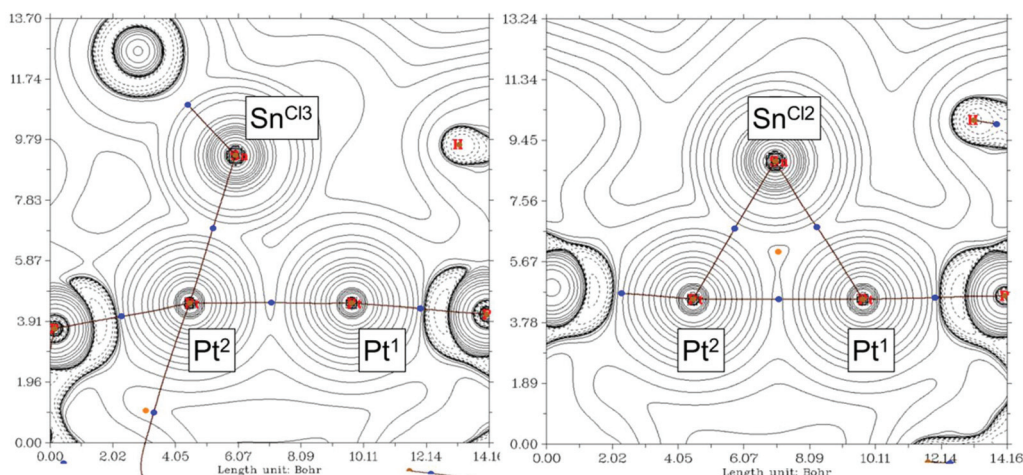 13.70
11.74
9.79
7.83
5.87
3.91
1.96
0.00
0.00 2.02 4.05 6.07 8.09 10.11 12.14 14.16
Length unit: Bohr
Sn^Cl3
H
Pt^2
Pt^1
13.24
11.34
9.45
7.56
5.67
3.78
1.89
0.00
0.00 2.02 4.05 6.07 8.09 10.11 12.14 14.16
Length unit: Bohr
Sn^Cl2
H
Pt^2
Pt^1